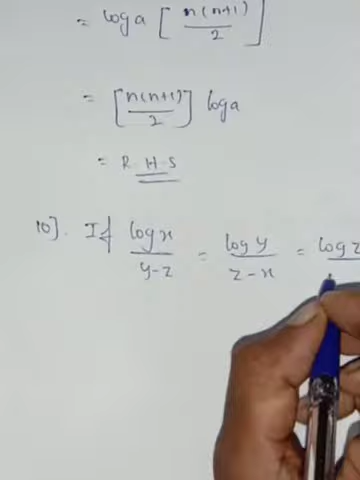 = log a [ n(n+1) / 2 ]
= [ n(n+1) / 2 ] log a
= R.H.S
10]. If log x / y-z = log y / z-x = log z